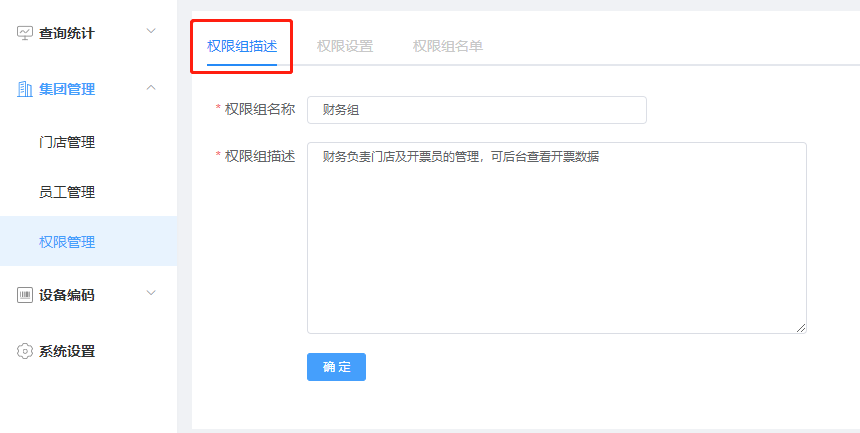 查询统计
集团管理
门店管理
员工管理
权限管理
设备编码
系统设置
权限组描述 权限设置 权限组名单
* 权限组名称 财务组
* 权限组描述 财务负责门店及开票员的管理，可后台查看开票数据
确 定